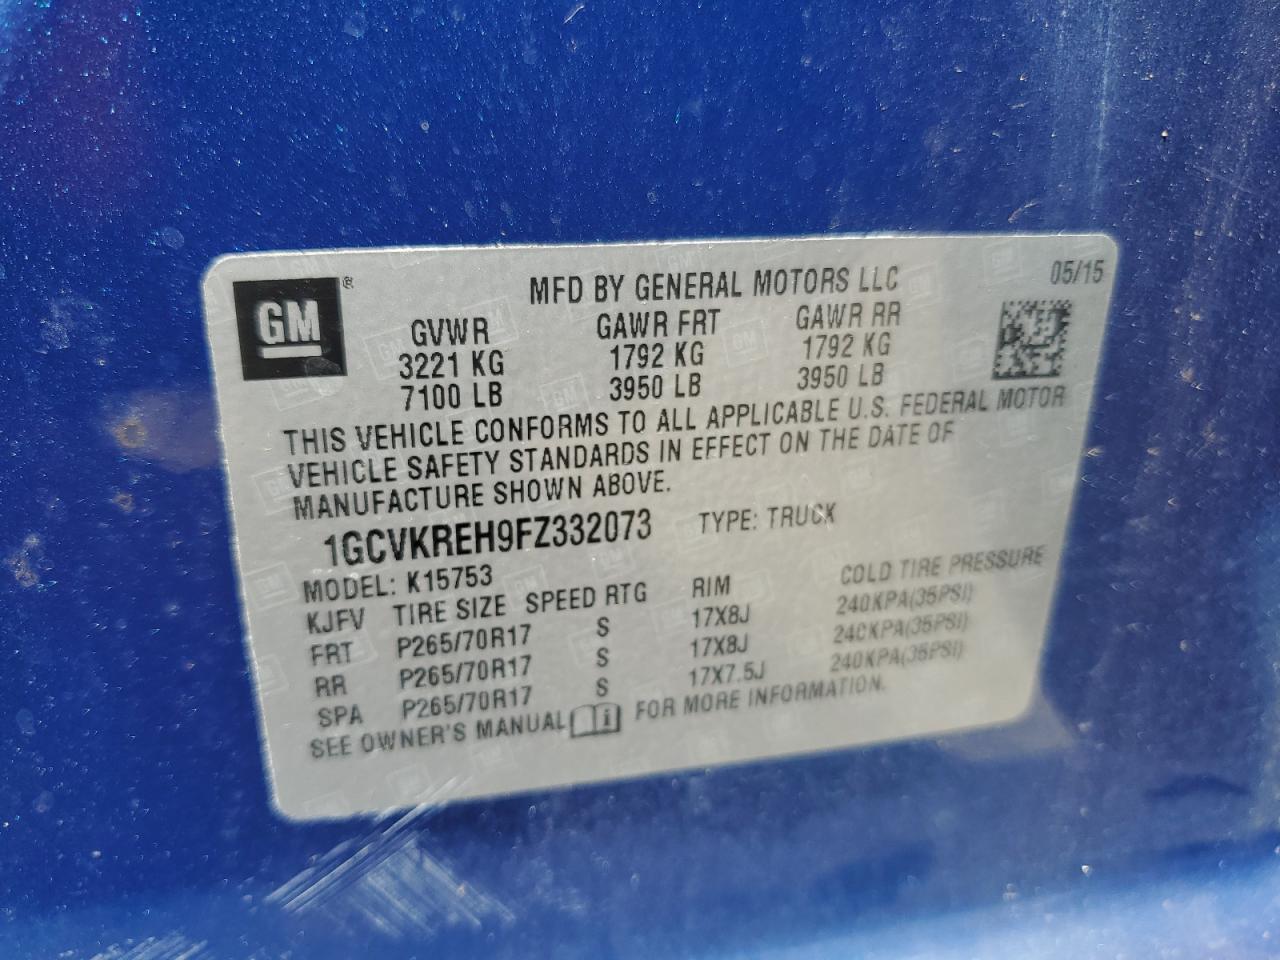 GM ®
MFD BY GENERAL MOTORS LLC 05/15
GVWR GAWR FRT GAWR RR
3221 KG 1792 KG 1792 KG
7100 LB 3950 LB 3950 LB
THIS VEHICLE CONFORMS TO ALL APPLICABLE U.S. FEDERAL MOTOR
VEHICLE SAFETY STANDARDS IN EFFECT ON THE DATE OF
MANUFACTURE SHOWN ABOVE.
1GCVKREH9FZ332073 TYPE: TRUCK
MODEL: K15753
KJFV TIRE SIZE SPEED RTG RIM COLD TIRE PRESSURE
FRT P265/70R17 S 17X8J 240KPA(35PSI)
RR P265/70R17 S 17X8J 240KPA(35PSI)
SPA P265/70R17 S 17X7.5J 240KPA(35PSI)
SEE OWNER'S MANUAL i FOR MORE INFORMATION.